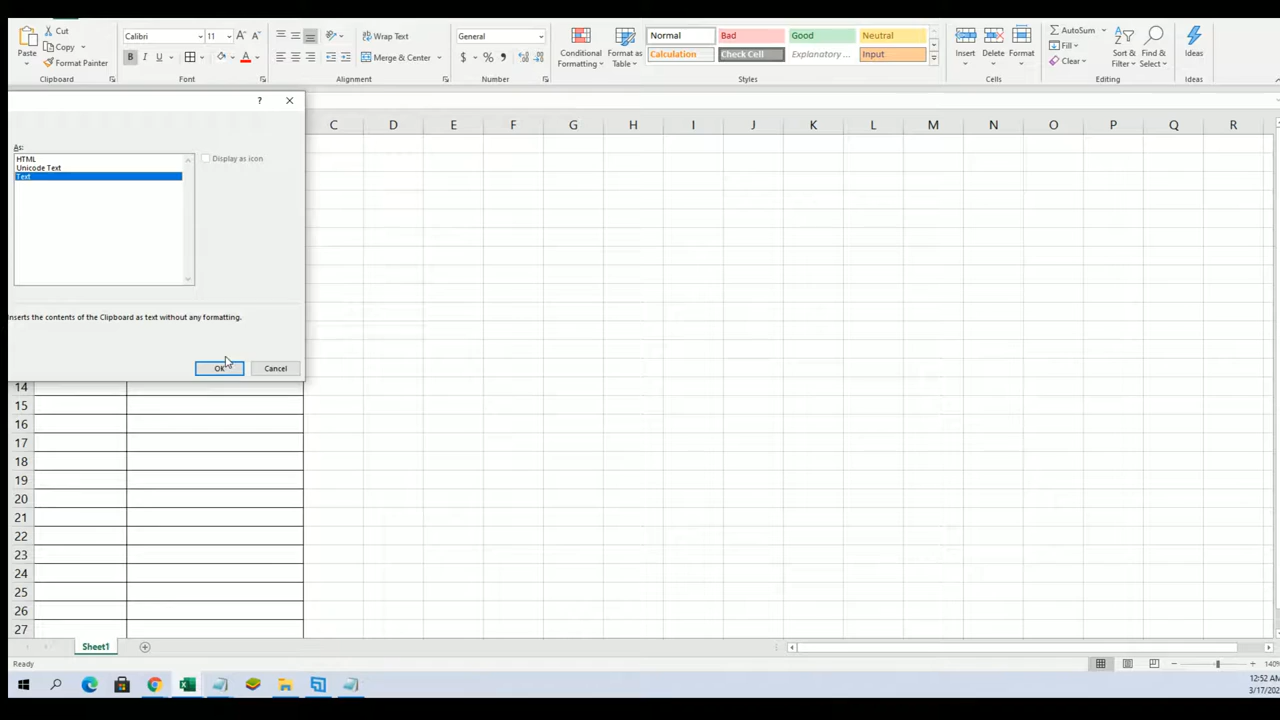 Cut
Copy
Format Painter
Paste
Clipboard
Calibri
11
B I U
Font
Wrap Text
Merge & Center
Alignment
General
$ % ,
Number
Conditional
Formatting
Format as
Table
Normal
Bad
Good
Neutral
Calculation
Check Cell
Explanatory ...
Input
Styles
Insert
Delete
Format
Cells
AutoSum
Fill
Clear
Sort &
Filter
Find &
Select
Editing
Ideas
Ideas
?
As:
HTML
Unicode Text
Text
Display as icon
Inserts the contents of the Clipboard as text without any formatting.
OK
Cancel
C D E F G H I J K L M N O P Q R
14
15
16
17
18
19
20
21
22
23
24
25
26
27
Sheet1
Ready
140%
12:52 AM